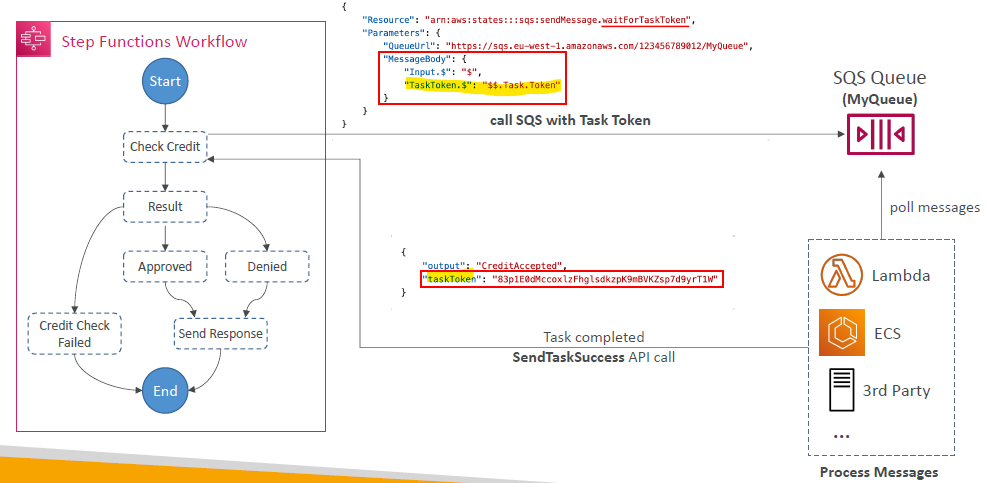 {
"Resource": "arn:aws:states:::sqs:sendMessage.waitForTaskToken",
"Parameters": {
"QueueUrl": "https://sqs.eu-west-1.amazonaws.com/123456789012/MyQueue",
"MessageBody": {
"Input.$": "$",
"TaskToken.$": "$$.Task.Token"
}
}
}
Step Functions Workflow
Start
Check Credit
Result
Approved
Denied
Credit Check
Failed
Send Response
End
call SQS with Task Token
SQS Queue
(MyQueue)
poll messages
{
"output": "CreditAccepted",
"taskToken": "83p1E0dMccoxlzFhglsdkzpK9mBVKZsp7d9yrT1W"
}
Task completed
SendTaskSuccess API call
Lambda
ECS
3rd Party
...
Process Messages